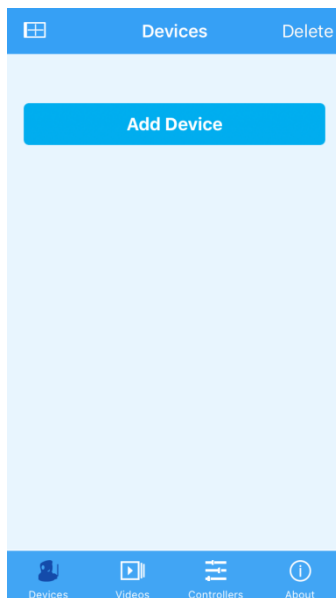 Devices
Delete
Add Device
Devices
Videos
Controllers
About